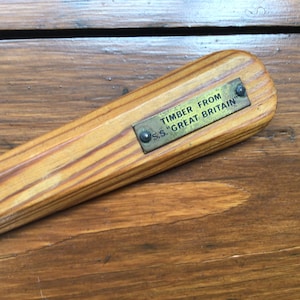 TIMBER FROM
S.S. "GREAT BRITAIN"